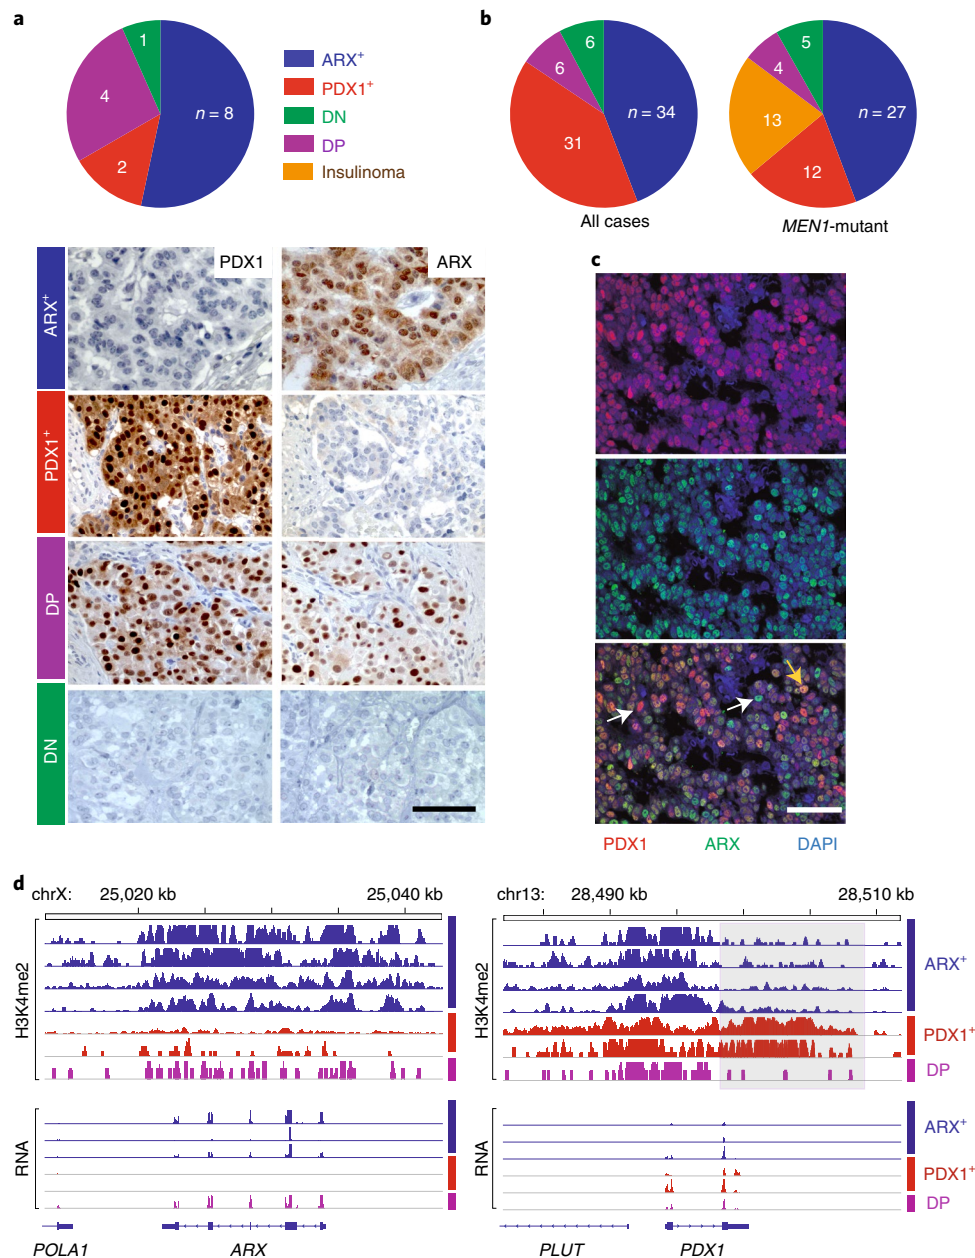 a
1
4
2
n = 8
ARX+
PDX1+
DN
DP
Insulinoma
b
6
6
n = 34
31
All cases
5
4
13
n = 27
12
MEN1-mutant
PDX1
ARX
ARX+
PDX1+
DP
DN
c
PDX1 ARX DAPI
d
chrX: 25,020 kb 25,040 kb
H3K4me2
RNA
POLA1 ARX
chr13: 28,490 kb 28,510 kb
H3K4me2
ARX+
PDX1+
DP
RNA
ARX+
PDX1+
DP
PLUT PDX1